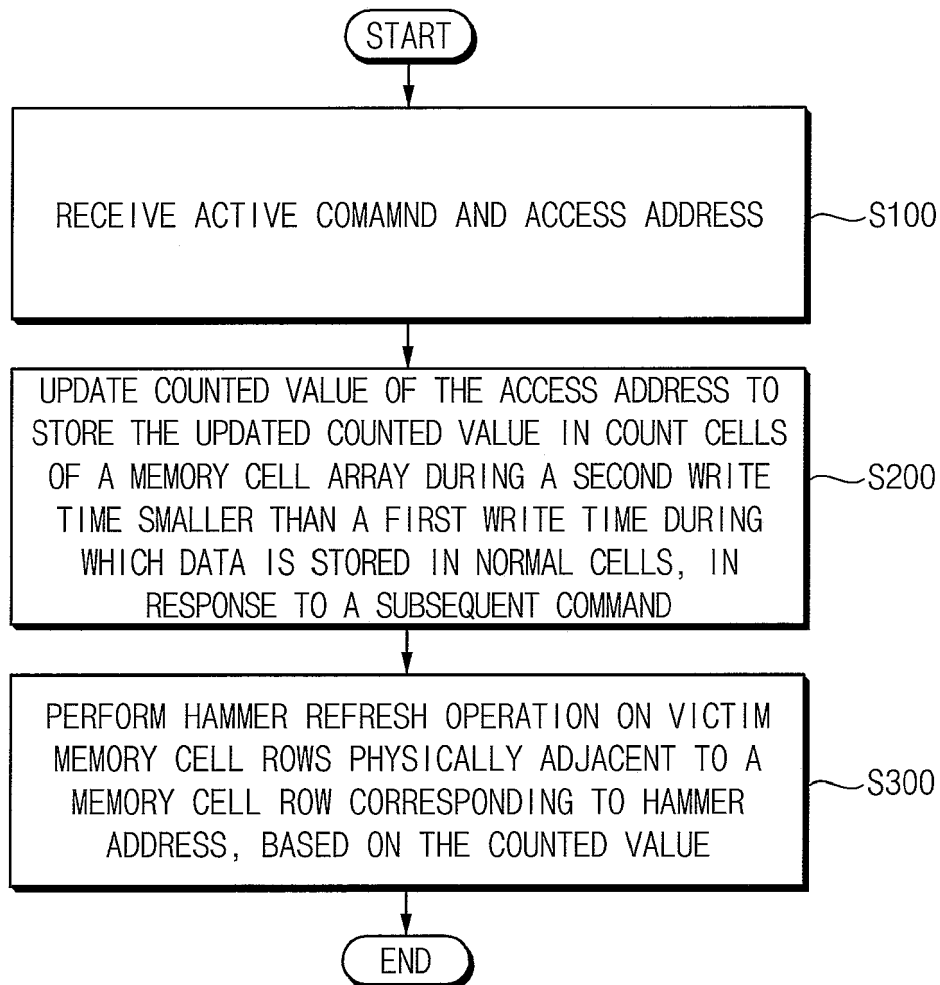 START
RECEIVE ACTIVE COMAMND AND ACCESS ADDRESS
S100
UPDATE COUNTED VALUE OF THE ACCESS ADDRESS TO
STORE THE UPDATED COUNTED VALUE IN COUNT CELLS
OF A MEMORY CELL ARRAY DURING A SECOND WRITE
TIME SMALLER THAN A FIRST WRITE TIME DURING
WHICH DATA IS STORED IN NORMAL CELLS, IN
RESPONSE TO A SUBSEQUENT COMMAND
S200
PERFORM HAMMER REFRESH OPERATION ON VICTIM
MEMORY CELL ROWS PHYSICALLY ADJACENT TO A
MEMORY CELL ROW CORRESPONDING TO HAMMER
ADDRESS, BASED ON THE COUNTED VALUE
S300
END